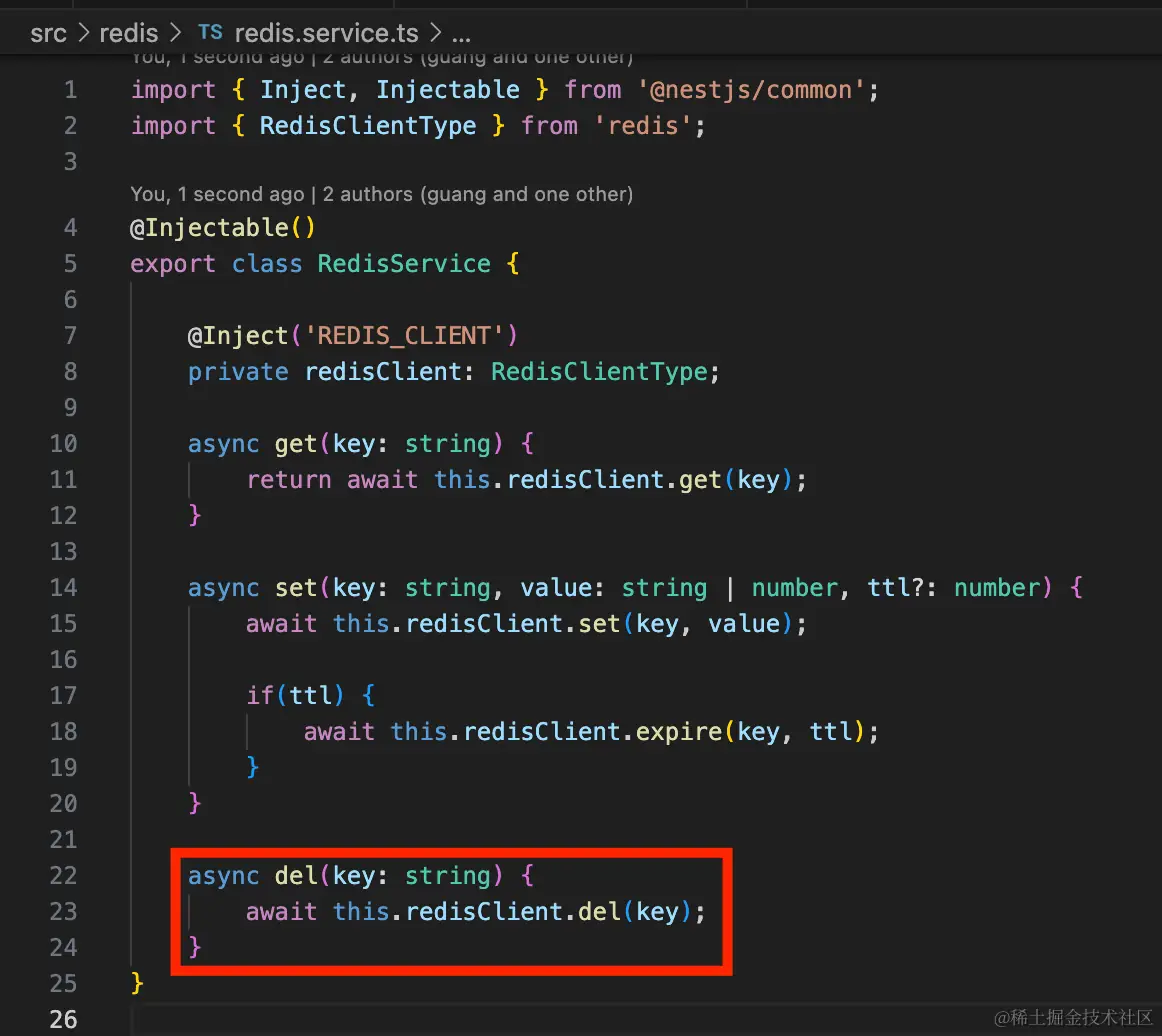 src > redis > TS redis.service.ts > ...
You, 1 second ago | 2 authors (guang and one other)
1 import { Inject, Injectable } from '@nestjs/common';
2 import { RedisClientType } from 'redis';
3
You, 1 second ago | 2 authors (guang and one other)
4 @Injectable()
5 export class RedisService {
6
7 @Inject('REDIS_CLIENT')
8 private redisClient: RedisClientType;
9
10 async get(key: string) {
11 return await this.redisClient.get(key);
12 }
13
14 async set(key: string, value: string | number, ttl?: number) {
15 await this.redisClient.set(key, value);
16
17 if(ttl) {
18 await this.redisClient.expire(key, ttl);
19 }
20 }
21
22 async del(key: string) {
23 await this.redisClient.del(key);
24 }
25 }
26
@稀土掘金技术社区